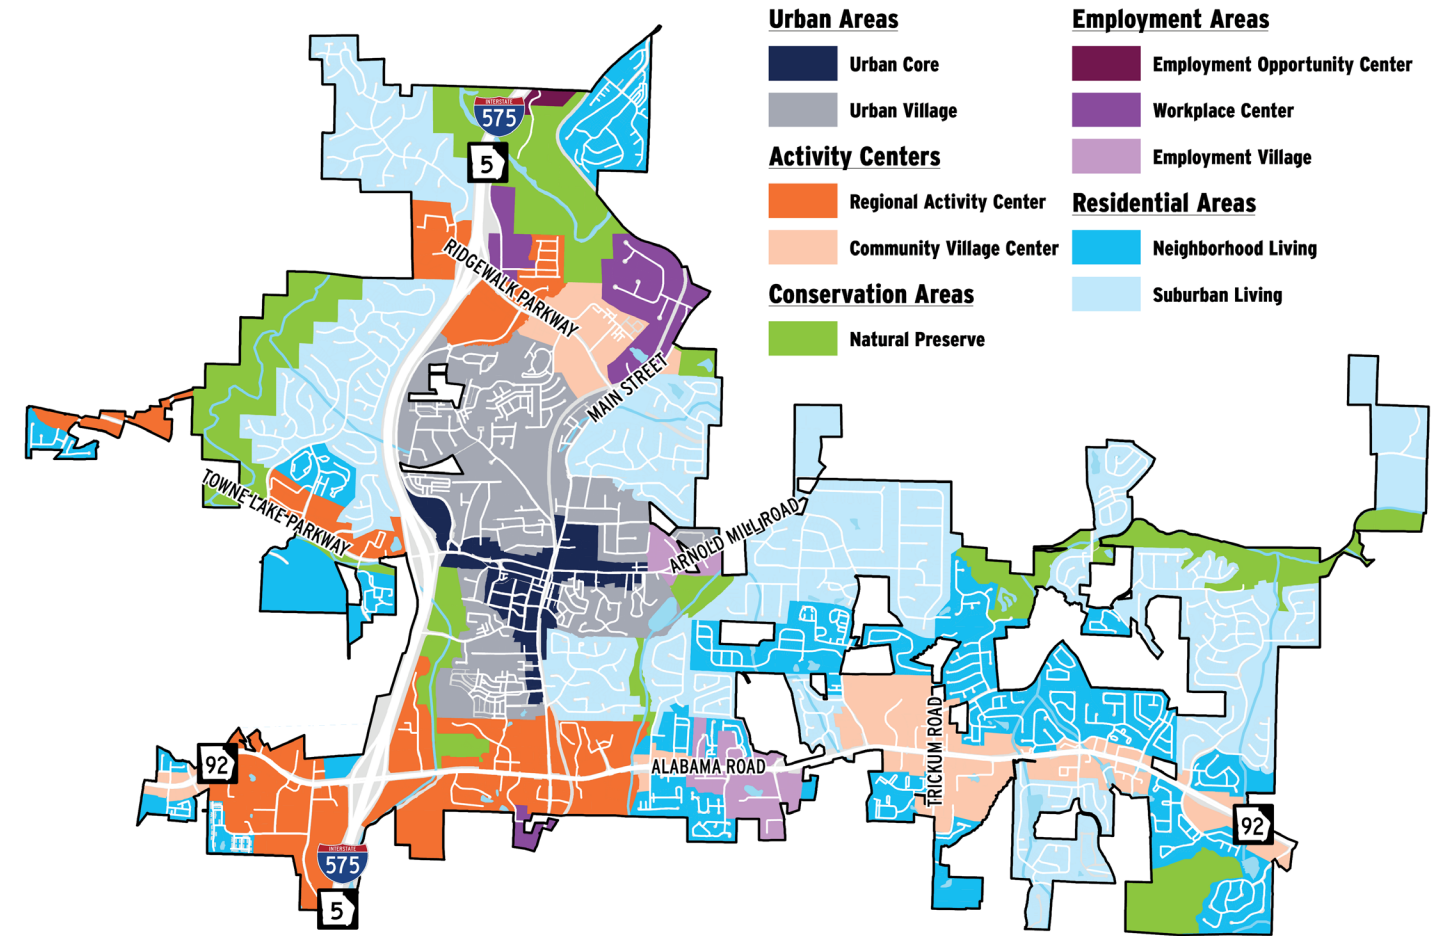 Urban Areas
Urban Core
Urban Village
Activity Centers
Regional Activity Center
Community Village Center
Conservation Areas
Natural Preserve
Employment Areas
Employment Opportunity Center
Workplace Center
Employment Village
Residential Areas
Neighborhood Living
Suburban Living
INTERSTATE
575
5
RIDGEWALK PARKWAY
MAIN STREET
TOWNE LAKE PARKWAY
ARNOLD MILL ROAD
TRICKUM ROAD
92
ALABAMA ROAD
92
INTERSTATE
575
5